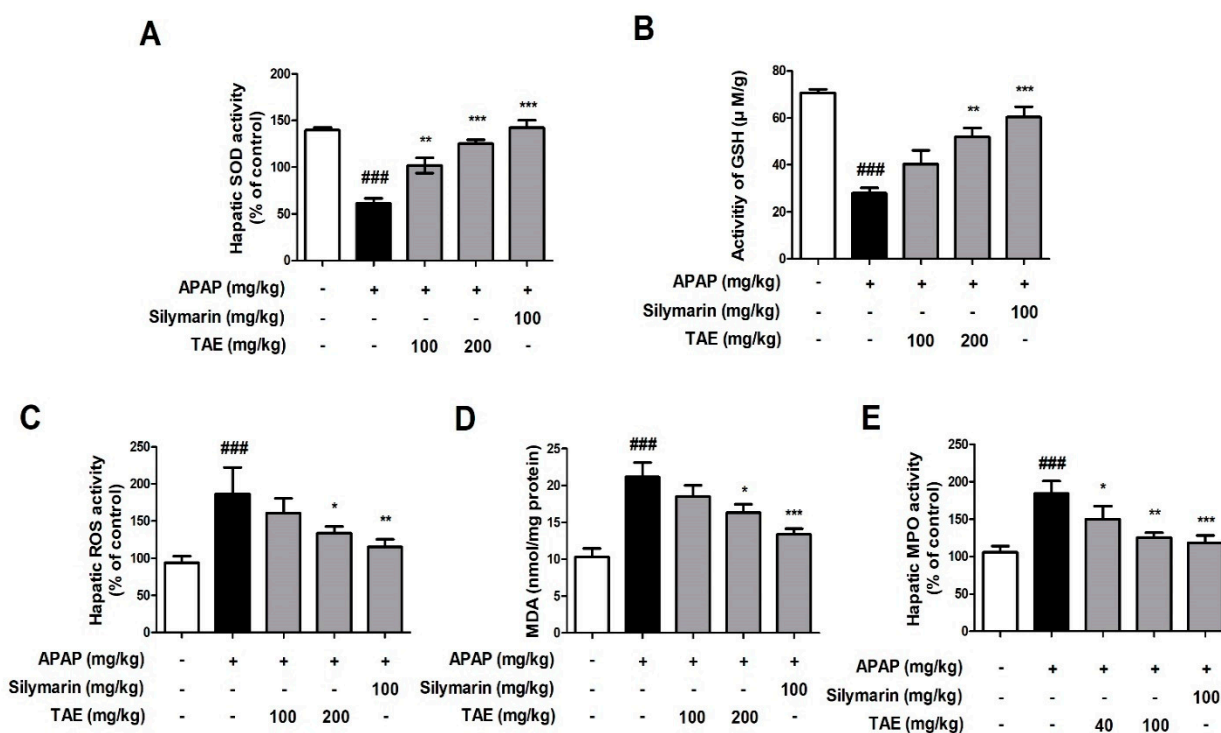 A
Hapatic SOD activity
(% of control)
200
150
100
50
0
###
**
***
***
APAP (mg/kg) - + + + +
Silymarin (mg/kg) - - - - 100
TAE (mg/kg) - - 100 200 -
B
Activitiy of GSH (µ M/g)
80
60
40
20
0
###
**
***
APAP (mg/kg) - + + + +
Silymarin (mg/kg) - - - - 100
TAE (mg/kg) - - 100 200 -
C
Hapatic ROS activity
(% of control)
250
200
150
100
50
0
###
*
**
APAP (mg/kg) - + + + +
Silymarin (mg/kg) - - - - 100
TAE (mg/kg) - - 100 200 -
D
MDA (nmol/mg protein)
25
20
15
10
5
0
###
*
***
APAP (mg/kg) - + + + +
Silymarin (mg/kg) - - - - 100
TAE (mg/kg) - - 100 200 -
E
Hapatic MPO activity
(% of control)
250
200
150
100
50
0
###
*
**
***
APAP (mg/kg) - + + + +
Silymarin (mg/kg) - - - - 100
TAE (mg/kg) - - 40 100 -